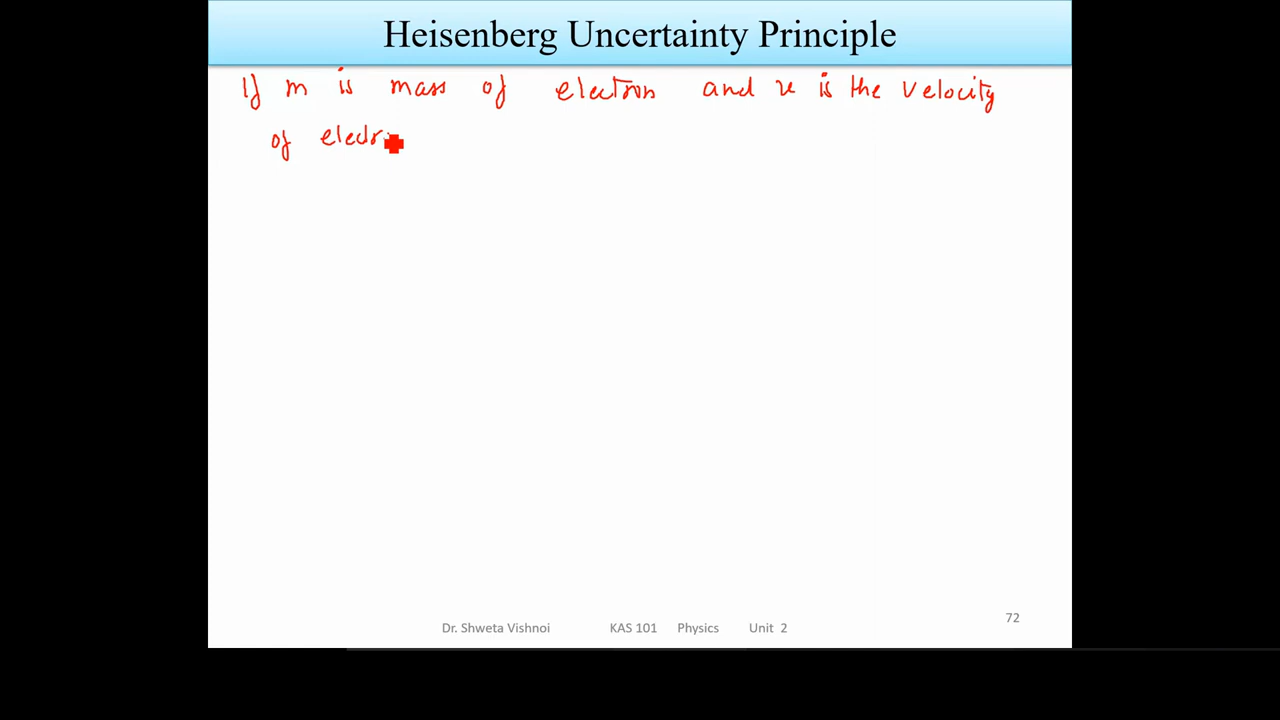 Heisenberg Uncertainty Principle
If m is mass of electron and u is the velocity
of electr
72
Dr. Shweta Vishnoi KAS 101 Physics Unit 2